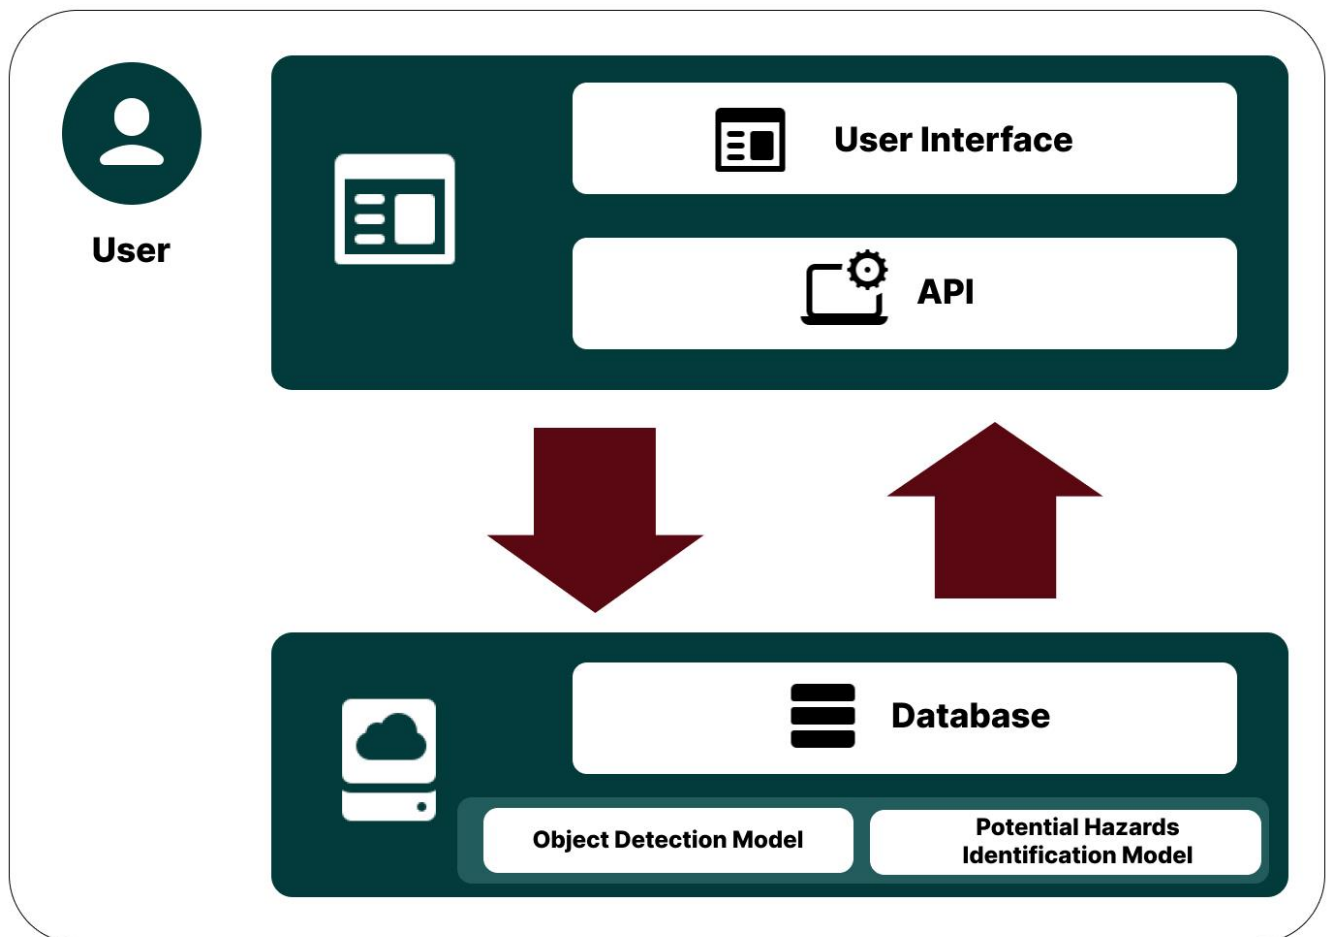 User
User Interface
API
Database
Object Detection Model
Potential Hazards
Identification Model